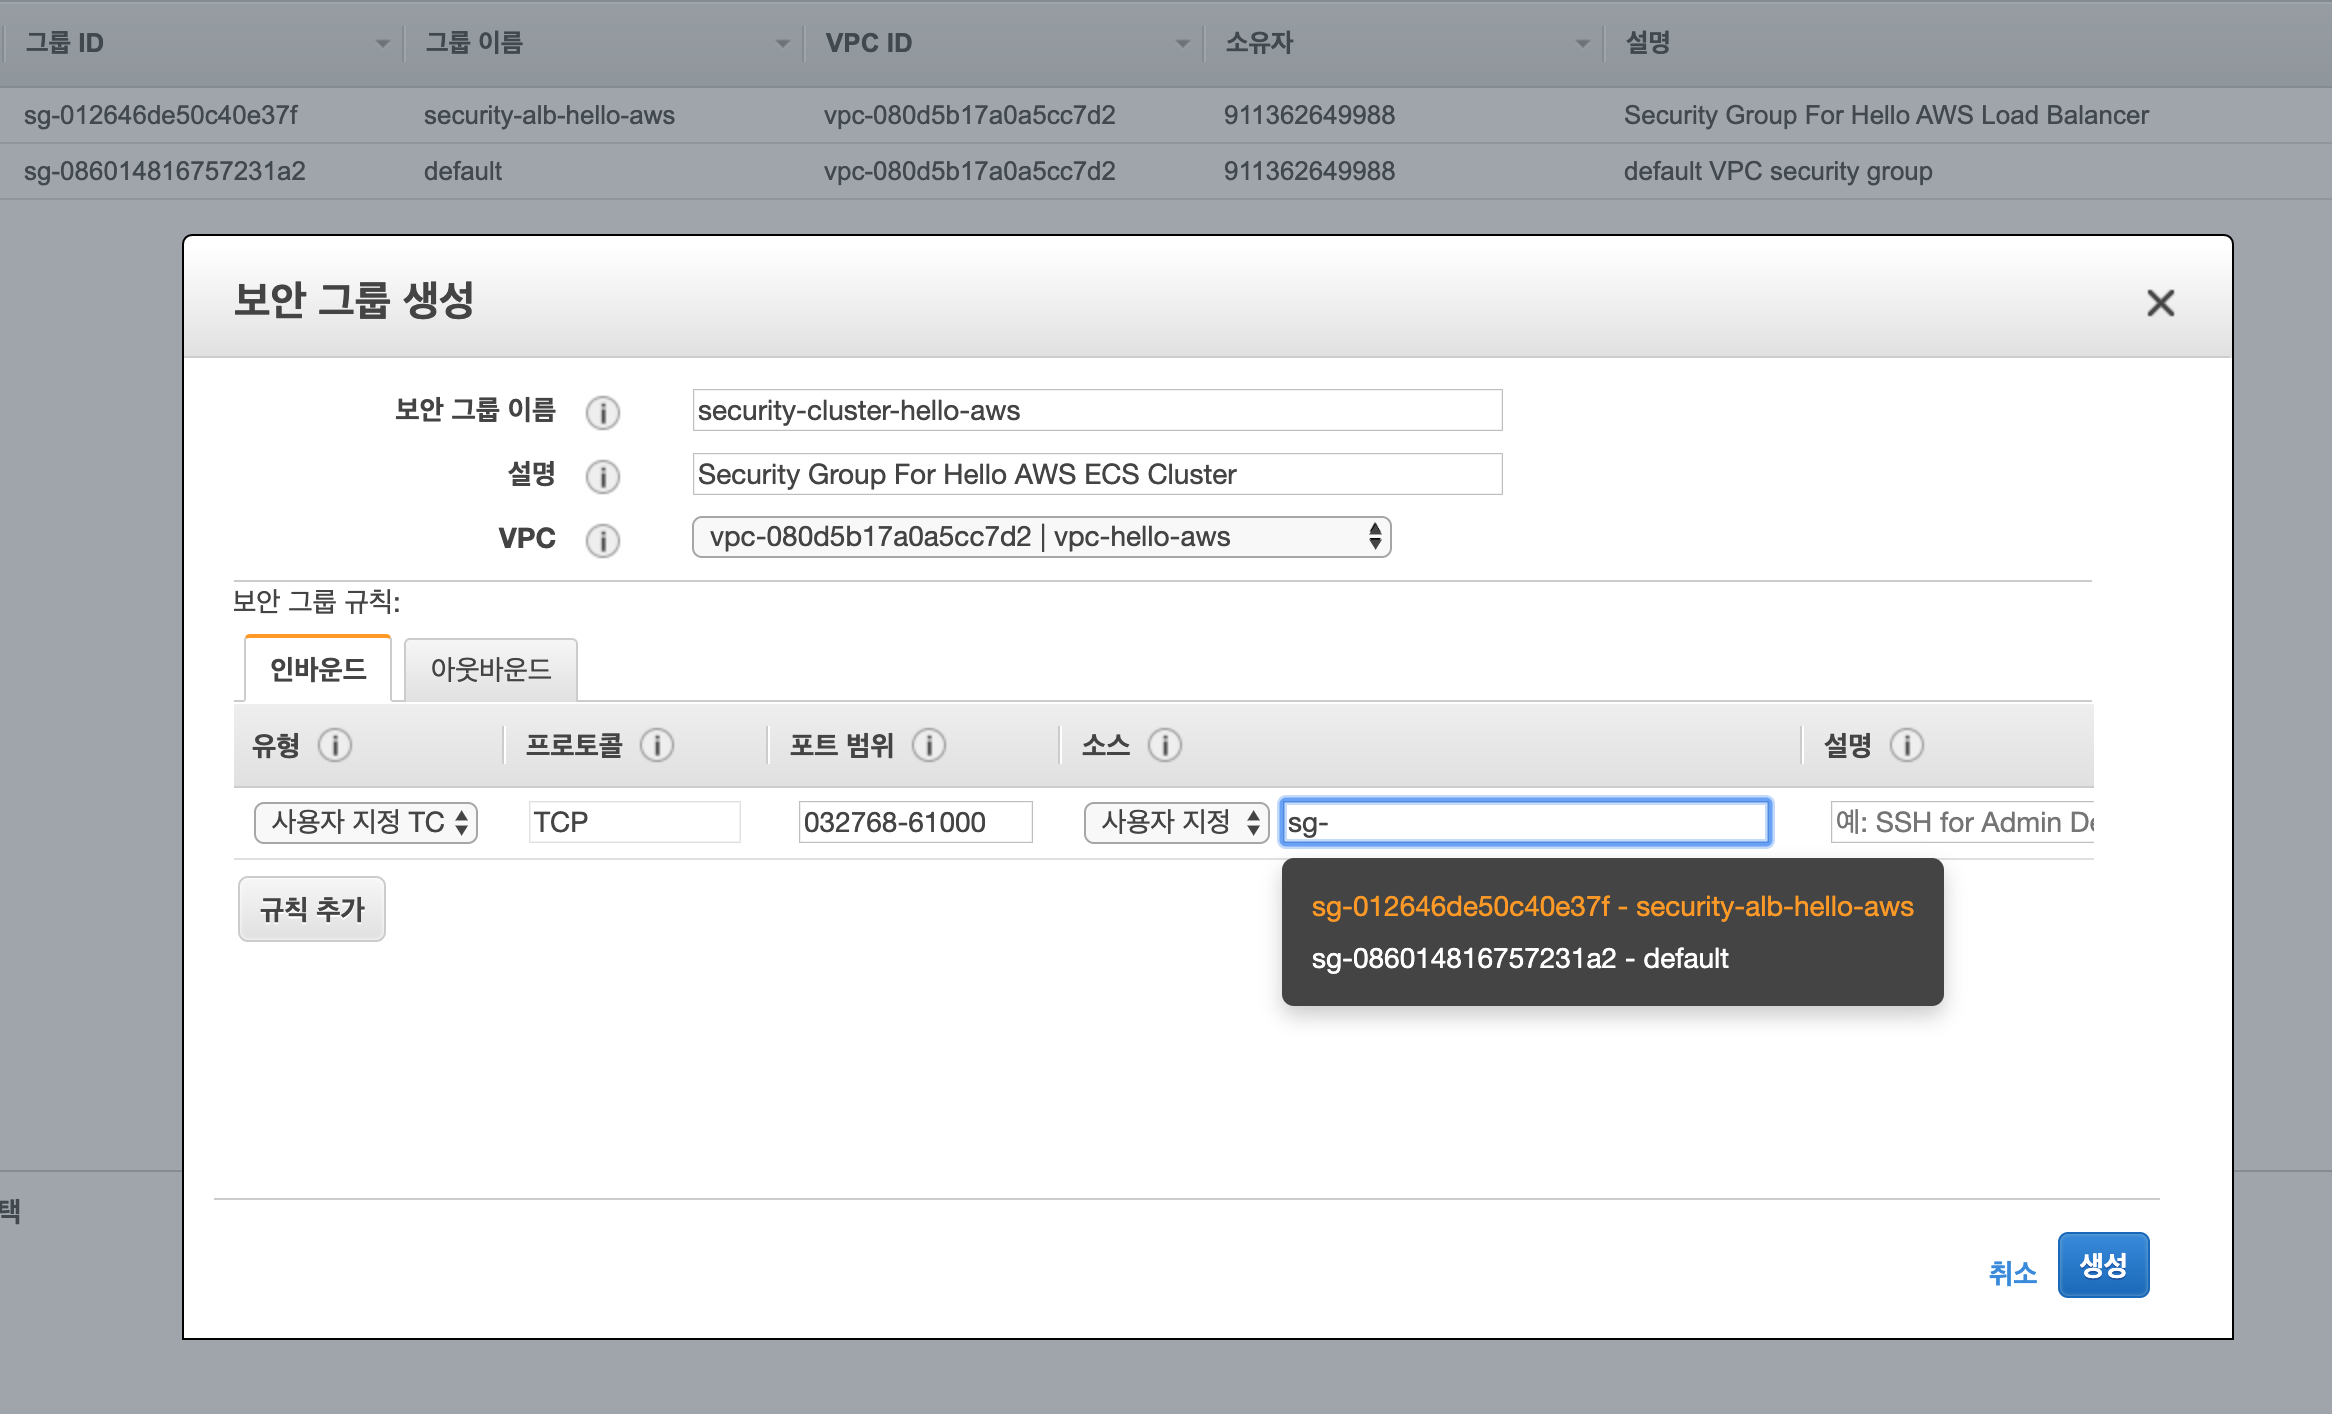 그룹 ID 그룹 이름 VPC ID 소유자 설명
sg-012646de50c40e37f security-alb-hello-aws vpc-080d5b17a0a5cc7d2 911362649988 Security Group For Hello AWS Load Balancer
sg-086014816757231a2 default vpc-080d5b17a0a5cc7d2 911362649988 default VPC security group
보안 그룹 생성
보안 그룹 이름 security-cluster-hello-aws
설명 Security Group For Hello AWS ECS Cluster
VPC vpc-080d5b17a0a5cc7d2 | vpc-hello-aws
보안 그룹 규칙:
인바운드 아웃바운드
유형 프로토콜 포트 범위 소스 설명
사용자 지정 TC TCP 032768-61000 사용자 지정 sg- 예: SSH for Admin De
규칙 추가
sg-012646de50c40e37f - security-alb-hello-aws
sg-086014816757231a2 - default
택
취소 생성